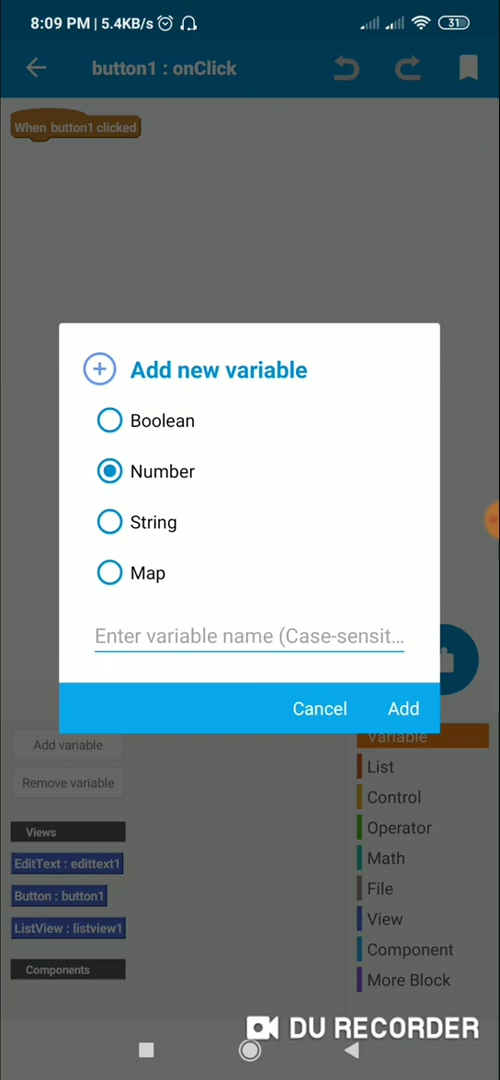 8:09 PM | 5.4KB/s
31
button1 : onClick
When button1 clicked
Add new variable
Boolean
Number
String
Map
Enter variable name (Case-sensit...
Cancel
Add
Add variable
Variable
Remove variable
List
Control
Views
Operator
EditText : edittext1
Math
Button : button1
File
ListView : listview1
View
Component
Components
More Block
DU RECORDER